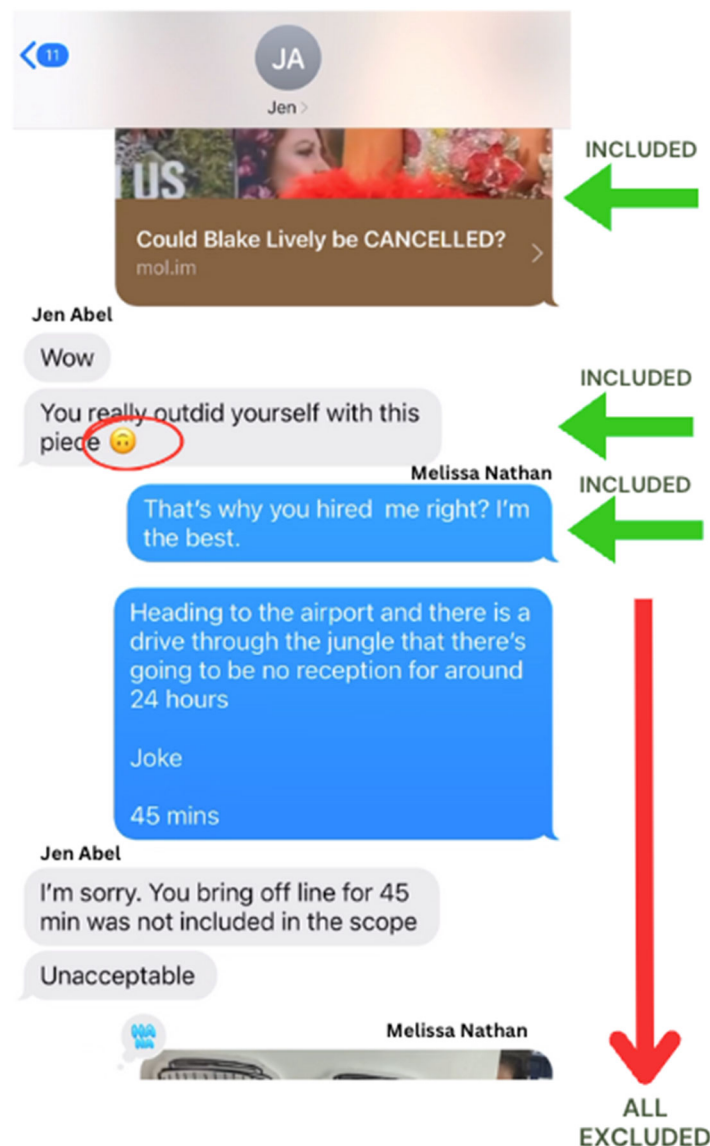 11
JA
Jen
INCLUDED
US
Could Blake Lively be CANCELLED?
mol.im
Jen Abel
Wow
INCLUDED
You really outdid yourself with this
piece 🙃
Melissa Nathan
INCLUDED
That's why you hired  me right? I'm
the best.
Heading to the airport and there is a
drive through the jungle that there's
going to be no reception for around
24 hours
Joke
45 mins
Jen Abel
I'm sorry. You bring off line for 45
min was not included in the scope
Unacceptable
HA
HA
Melissa Nathan
ALL
EXCLUDED